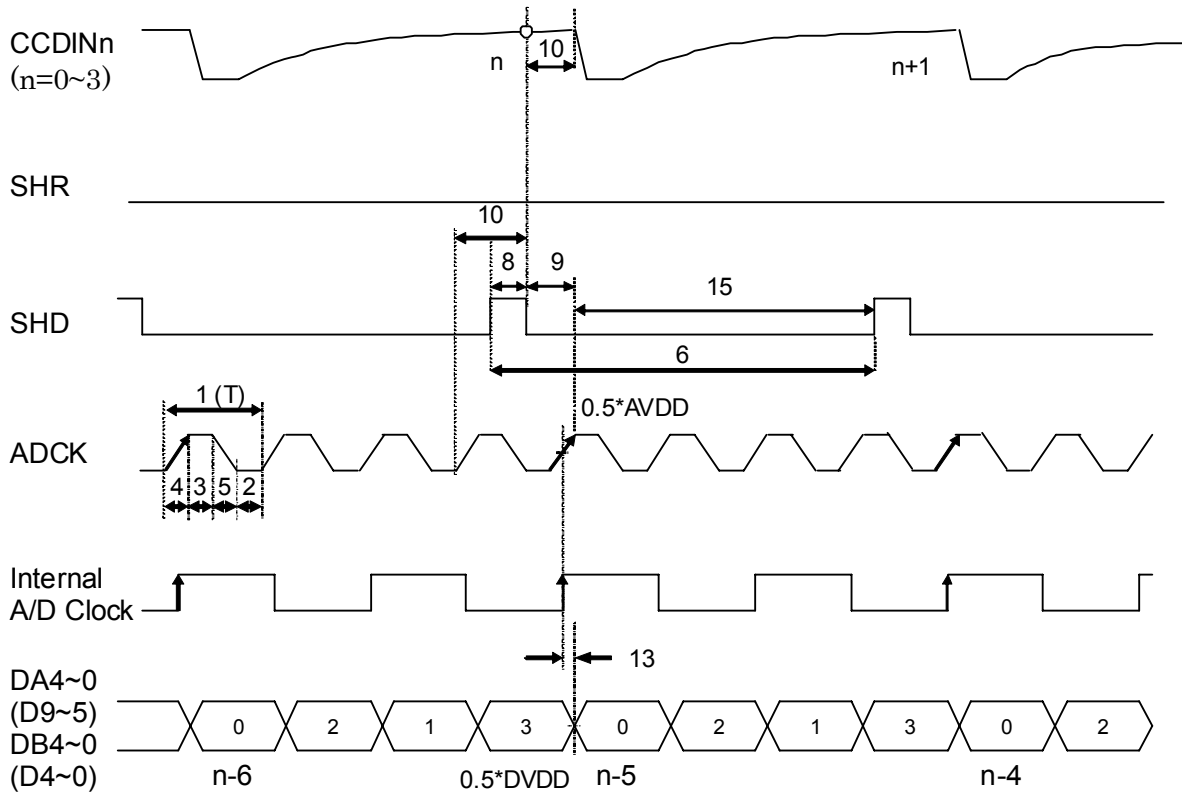 CCDINn
(n=0~3)
n
10
n+1
SHR
10
8
9
15
SHD
6
1 (T)
0.5*AVDD
ADCK
4
3
5
2
Internal
A/D Clock
13
DA4~0
(D9~5)
DB4~0
(D4~0)
0
2
1
3
0
2
1
3
0
2
n-6
0.5*DVDD
n-5
n-4